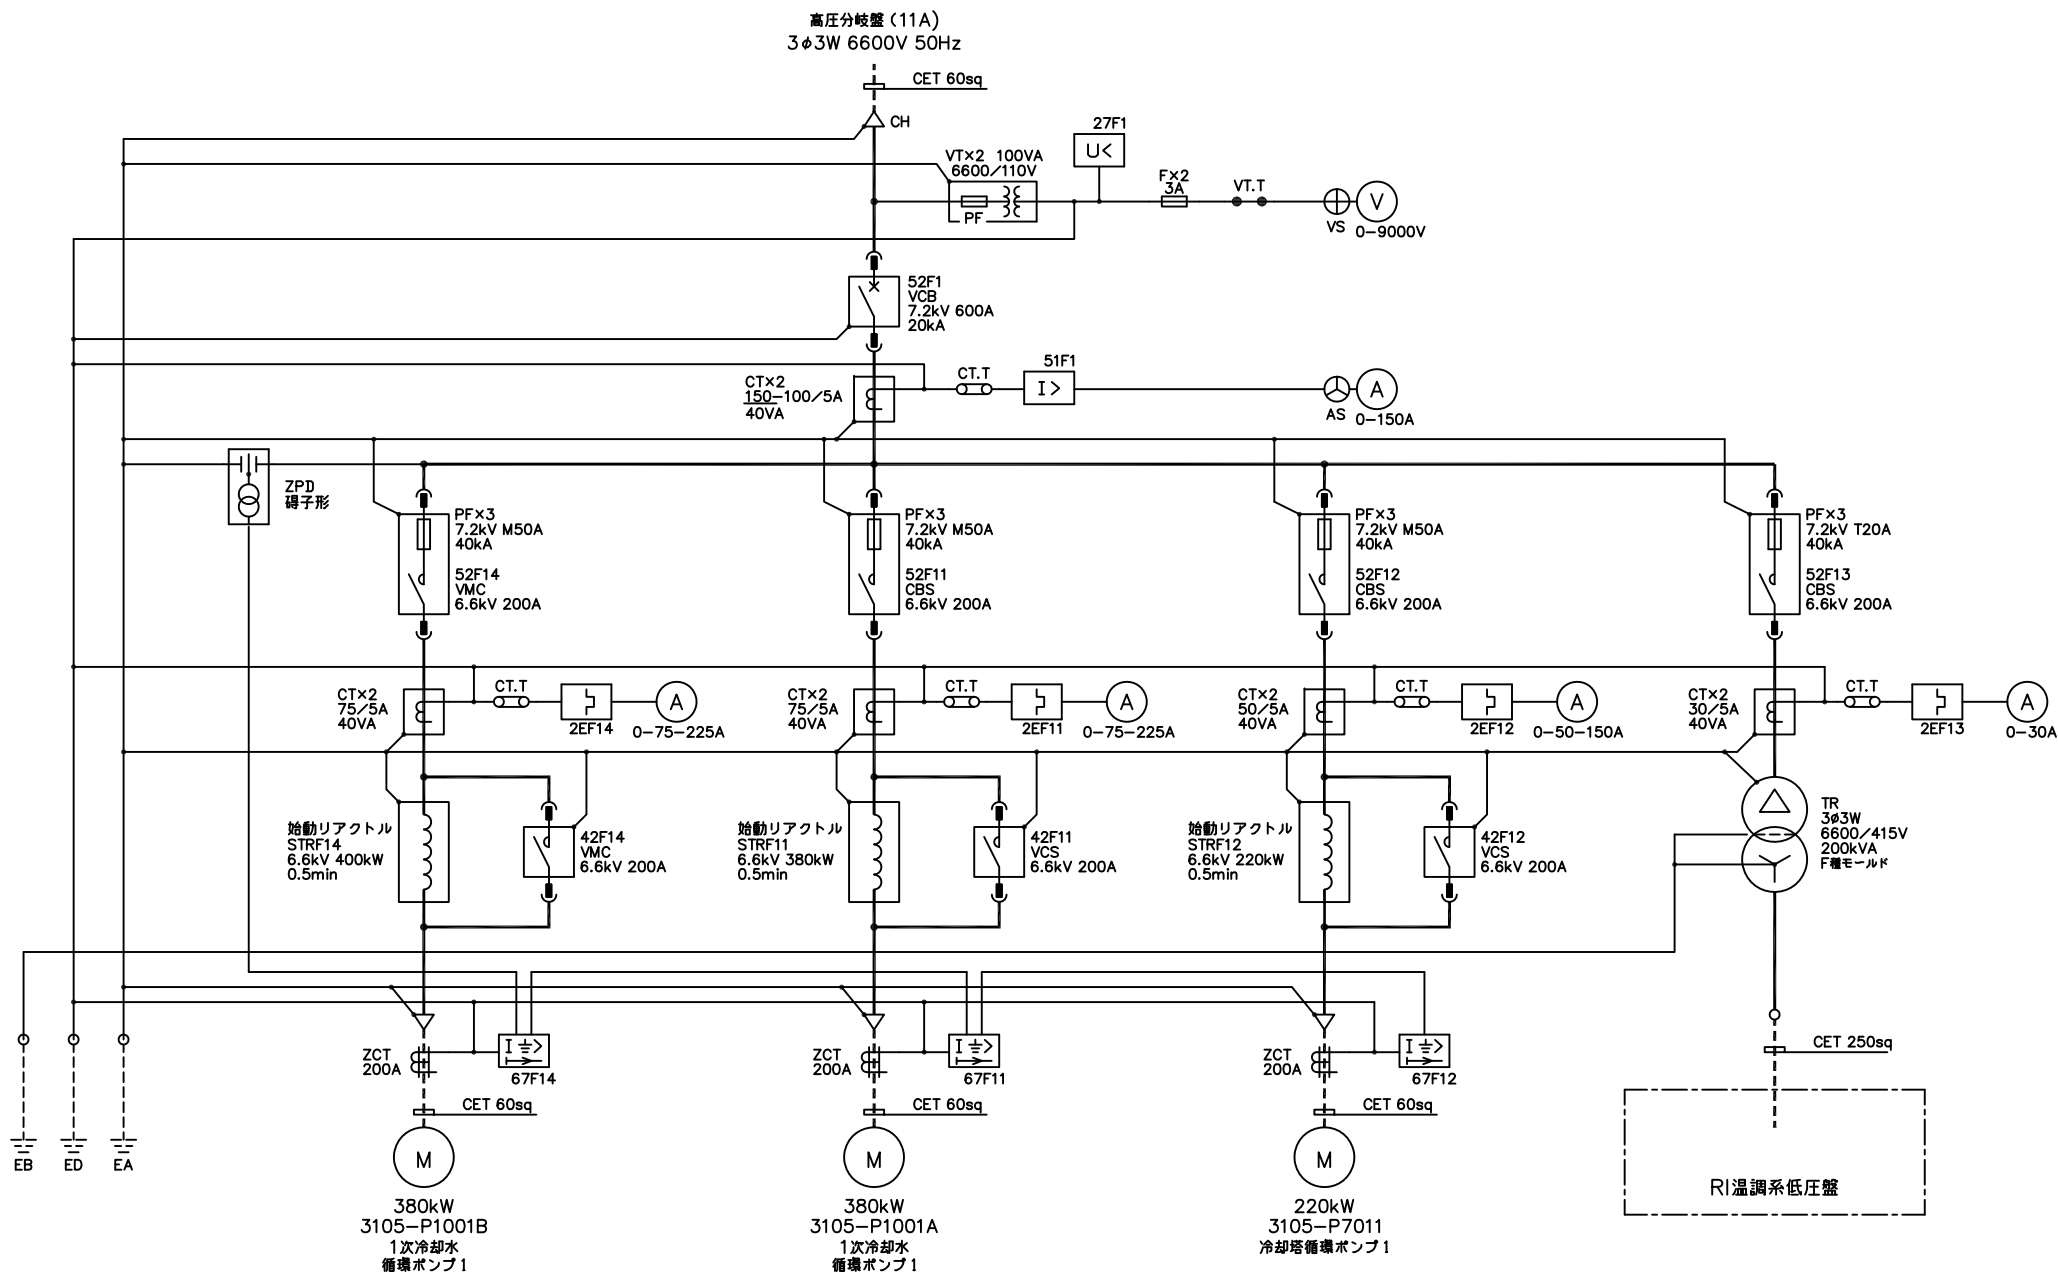 高圧分岐盤(11A)
3φ3W 6600V 50Hz
CET 60sq
CH
27F1
U<
VT×2 100VA
6600/110V
PF
F×2
3A
VT.T
VS
V
0-9000V
52F1
VCB
7.2kV 600A
20kA
CT×2
150-100/5A
40VA
CT.T
51F1
I>
AS
A
0-150A
ZPD
碍子形
PF×3
7.2kV M50A
40kA
52F14
VMC
6.6kV 200A
PF×3
7.2kV M50A
40kA
52F11
CBS
6.6kV 200A
PF×3
7.2kV M50A
40kA
52F12
CBS
6.6kV 200A
PF×3
7.2kV T20A
40kA
52F13
CBS
6.6kV 200A
CT×2
75/5A
40VA
CT.T
2EF14
A
0-75-225A
CT×2
75/5A
40VA
CT.T
2EF11
A
0-75-225A
CT×2
50/5A
40VA
CT.T
2EF12
A
0-50-150A
CT×2
30/5A
40VA
CT.T
2EF13
A
0-30A
始動リアクトル
STRF14
6.6kV 400kW
0.5min
42F14
VMC
6.6kV 200A
始動リアクトル
STRF11
6.6kV 380kW
0.5min
42F11
VCS
6.6kV 200A
始動リアクトル
STRF12
6.6kV 220kW
0.5min
42F12
VCS
6.6kV 200A
TR
3φ3W
6600/415V
200kVA
F種モールド
ZCT
200A
I>
67F14
ZCT
200A
I>
67F11
ZCT
200A
I>
67F12
CET 250sq
CET 60sq
CET 60sq
CET 60sq
EB
ED
EA
M
380kW
3105-P1001B
1次冷却水
循環ポンプ1
M
380kW
3105-P1001A
1次冷却水
循環ポンプ1
M
220kW
3105-P7011
冷却塔循環ポンプ1
RI温調系低圧盤